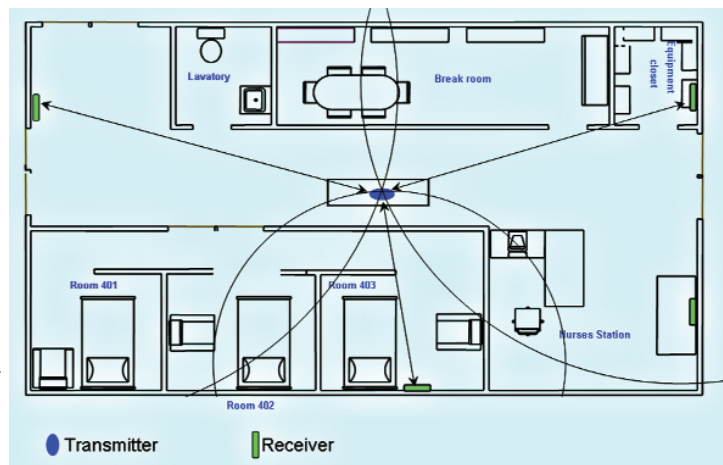 Lavatory
Break room
Equipment
closet
Room 401
Room 403
Nurses Station
Room 402
Transmitter
Receiver